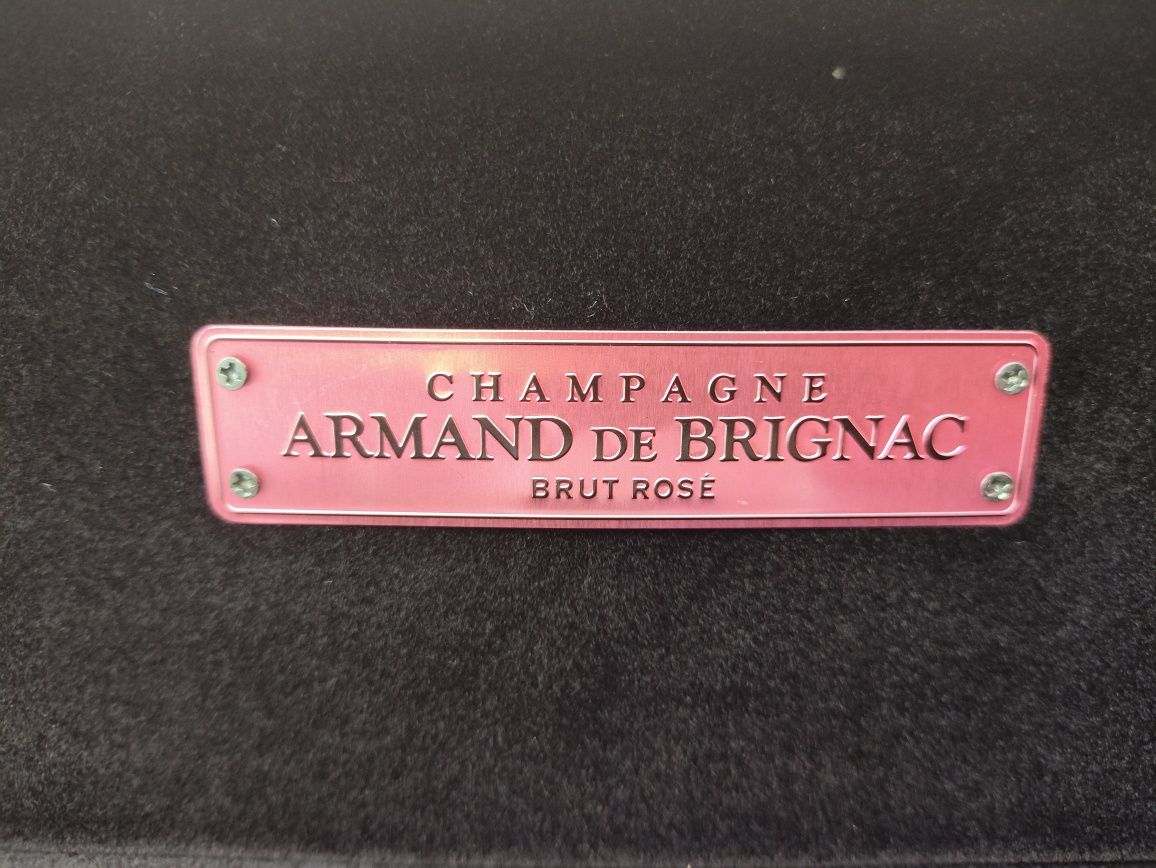 CHAMPAGNE
ARMAND DE BRIGNAC
BRUT ROSÉ